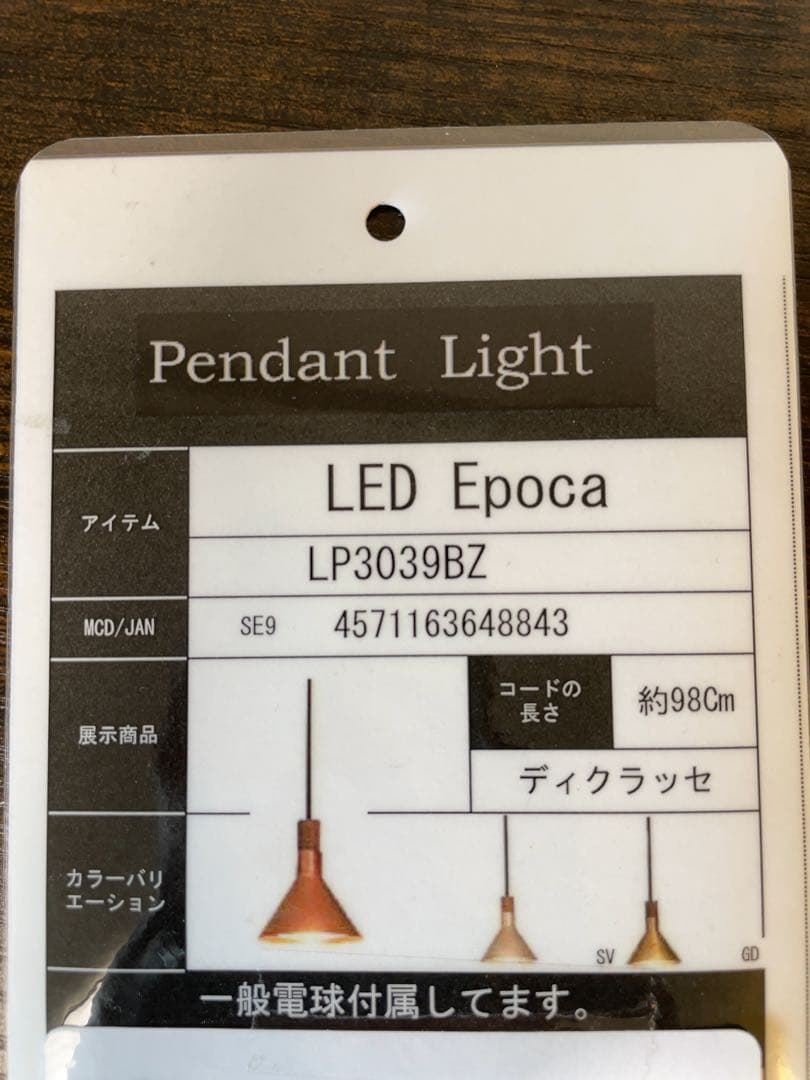 Pendant Light
アイテム
LED Epoca
LP3039BZ
MCD/JAN
SE9 4571163648843
展示商品
コードの
長さ
約98Cm
ディクラッセ
カラーバリ
エーション
SV
GD
一般電球付属してます。